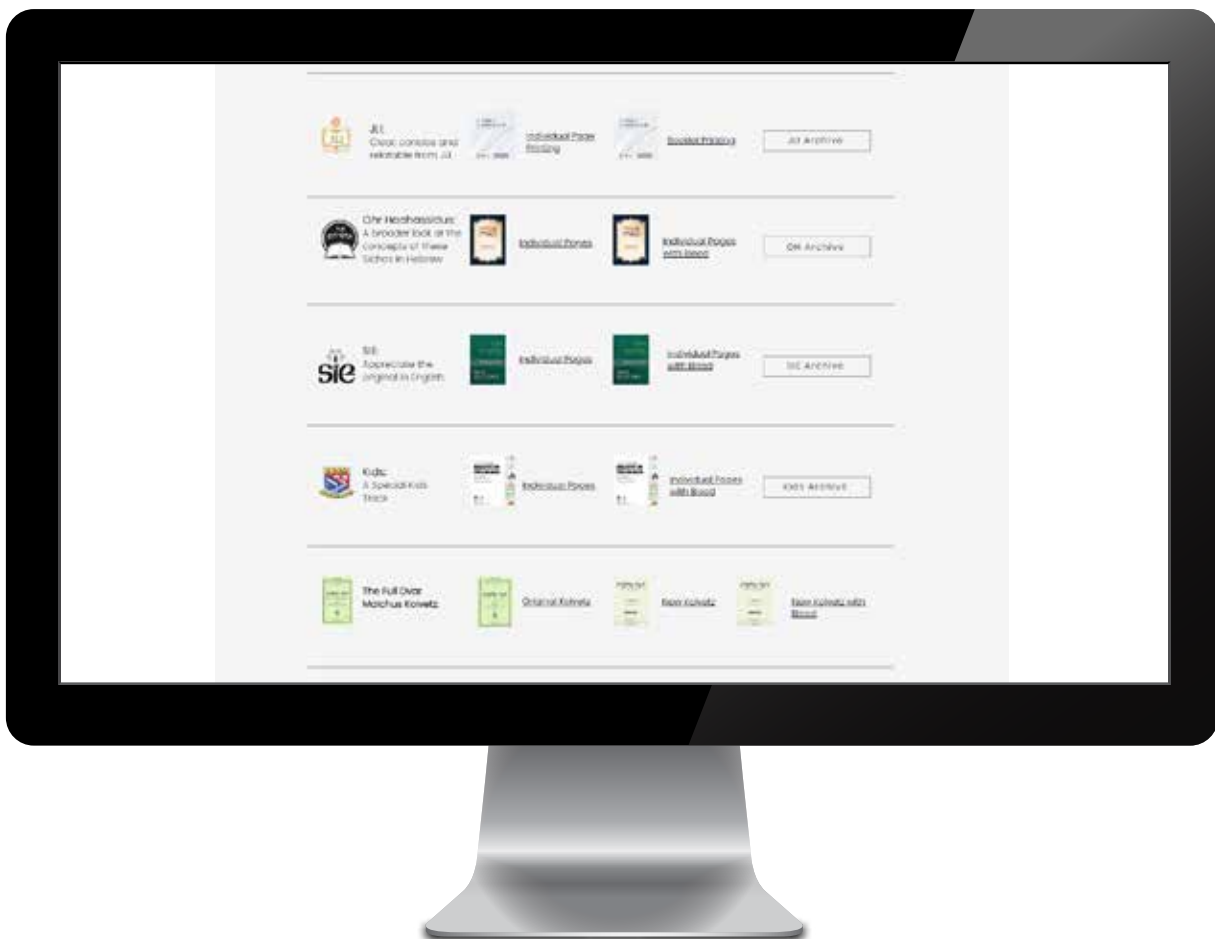 JLI:
Clear, concise and
relatable from JLI
Individual Page
Printing
Booklet Printing
JLI Archive
Ohr Hachassidus:
A broader look at the
concepts of these
Sichos in Hebrew
Individual Pages
Individual Pages
with Bleed
OH Archive
sie
SIE:
Appreciate the
original in English
Individual Pages
Individual Pages
with Bleed
SIE Archive
Kids:
A Special Kids
Track
Individual Pages
Individual Pages
with Bleed
Kids Archive
The Full Dvar
Malchus Kovetz
Original Kovetz
New Kovetz
New Kovetz with
Bleed